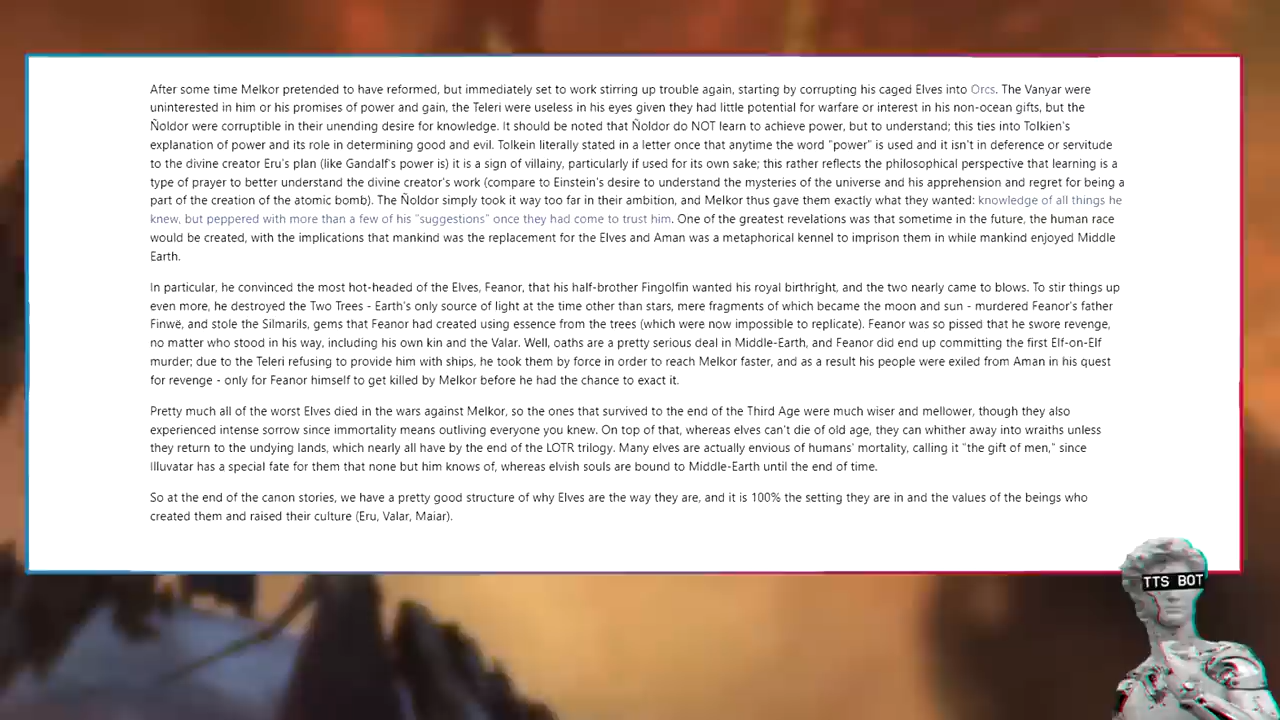 After some time Melkor pretended to have reformed, but immediately set to work stirring up trouble again, starting by corrupting his caged Elves into Orcs. The Vanyar were
uninterested in him or his promises of power and gain, the Teleri were useless in his eyes given they had little potential for warfare or interest in his non-ocean gifts, but the
Ñoldor were corruptible in their unending desire for knowledge. It should be noted that Ñoldor do NOT learn to achieve power, but to understand; this ties into Tolkien's
explanation of power and its role in determining good and evil. Tolkein literally stated in a letter once that anytime the word "power" is used and it isn't in deference or servitude
to the divine creator Eru's plan (like Gandalf's power is) it is a sign of villainy, particularly if used for its own sake; this rather reflects the philosophical perspective that learning is a
type of prayer to better understand the divine creator's work (compare to Einstein's desire to understand the mysteries of the universe and his apprehension and regret for being a
part of the creation of the atomic bomb). The Ñoldor simply took it way too far in their ambition, and Melkor thus gave them exactly what they wanted: knowledge of all things he
knew, but peppered with more than a few of his "suggestions" once they had come to trust him. One of the greatest revelations was that sometime in the future, the human race
would be created, with the implications that mankind was the replacement for the Elves and Aman was a metaphorical kennel to imprison them in while mankind enjoyed Middle
Earth.
In particular, he convinced the most hot-headed of the Elves, Feanor, that his half-brother Fingolfin wanted his royal birthright, and the two nearly came to blows. To stir things up
even more, he destroyed the Two Trees - Earth's only source of light at the time other than stars, mere fragments of which became the moon and sun - murdered Feanor's father
Finwë, and stole the Silmarils, gems that Feanor had created using essence from the trees (which were now impossible to replicate). Feanor was so pissed that he swore revenge,
no matter who stood in his way, including his own kin and the Valar. Well, oaths are a pretty serious deal in Middle-Earth, and Feanor did end up committing the first Elf-on-Elf
murder; due to the Teleri refusing to provide him with ships, he took them by force in order to reach Melkor faster, and as a result his people were exiled from Aman in his quest
for revenge - only for Feanor himself to get killed by Melkor before he had the chance to exact it.
Pretty much all of the worst Elves died in the wars against Melkor, so the ones that survived to the end of the Third Age were much wiser and mellower, though they also
experienced intense sorrow since immortality means outliving everyone you knew. On top of that, whereas elves can't die of old age, they can whither away into wraiths unless
they return to the undying lands, which nearly all have by the end of the LOTR trilogy. Many elves are actually envious of humans' mortality, calling it "the gift of men," since
Illuvatar has a special fate for them that none but him knows of, whereas elvish souls are bound to Middle-Earth until the end of time.
So at the end of the canon stories, we have a pretty good structure of why Elves are the way they are, and it is 100% the setting they are in and the values of the beings who
created them and raised their culture (Eru, Valar, Maiar).
TTS BOT